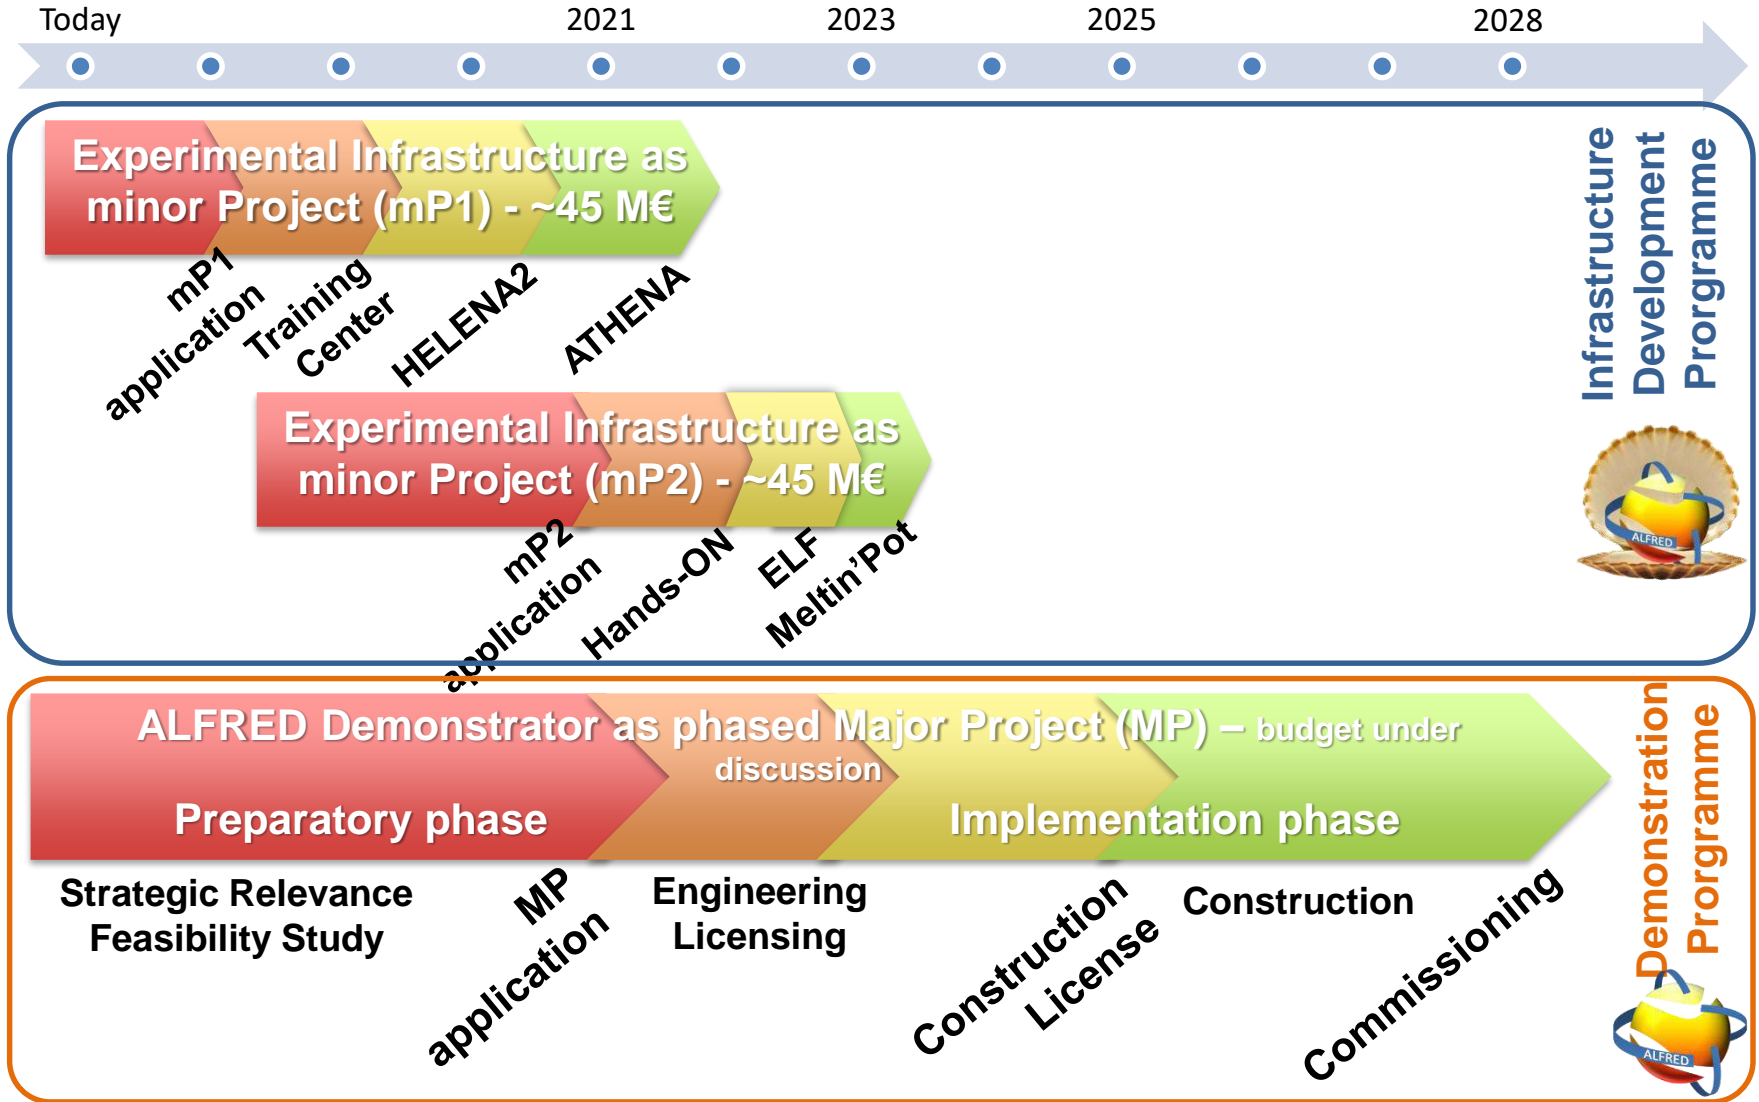 Today
2021
2023
2025
2028
Experimental Infrastructure as
minor Project (mP1) - ~45 M€
mP1
application
Training
Center
HELENA2
ATHENA
Experimental Infrastructure as
minor Project (mP2) - ~45 M€
mP2
application
Hands-ON
ELF
Meltin'Pot
Infrastructure
Development
Prorgramme
ALFRED
ALFRED Demonstrator as phased Major Project (MP) – budget under
discussion
Preparatory phase
Implementation phase
Strategic Relevance
Feasibility Study
MP
application
Engineering
Licensing
Construction
License
Construction
Commissioning
Demonstration
Prorgramme
ALFRED